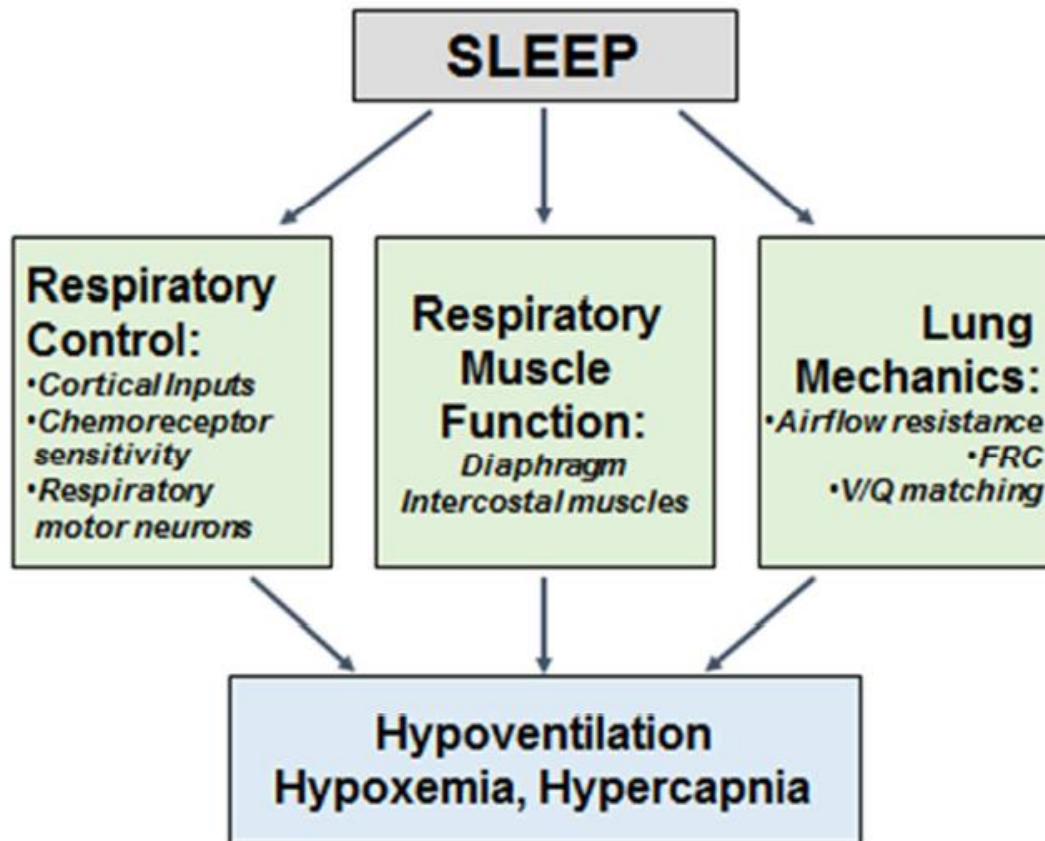 SLEEP
Respiratory
Control:
•Cortical Inputs
•Chemoreceptor
sensitivity
•Respiratory
motor neurons
Respiratory
Muscle
Function:
Diaphragm
Intercostal muscles
Lung
Mechanics:
•Airflow resistance
•FRC
•V/Q matching
Hypoventilation
Hypoxemia, Hypercapnia